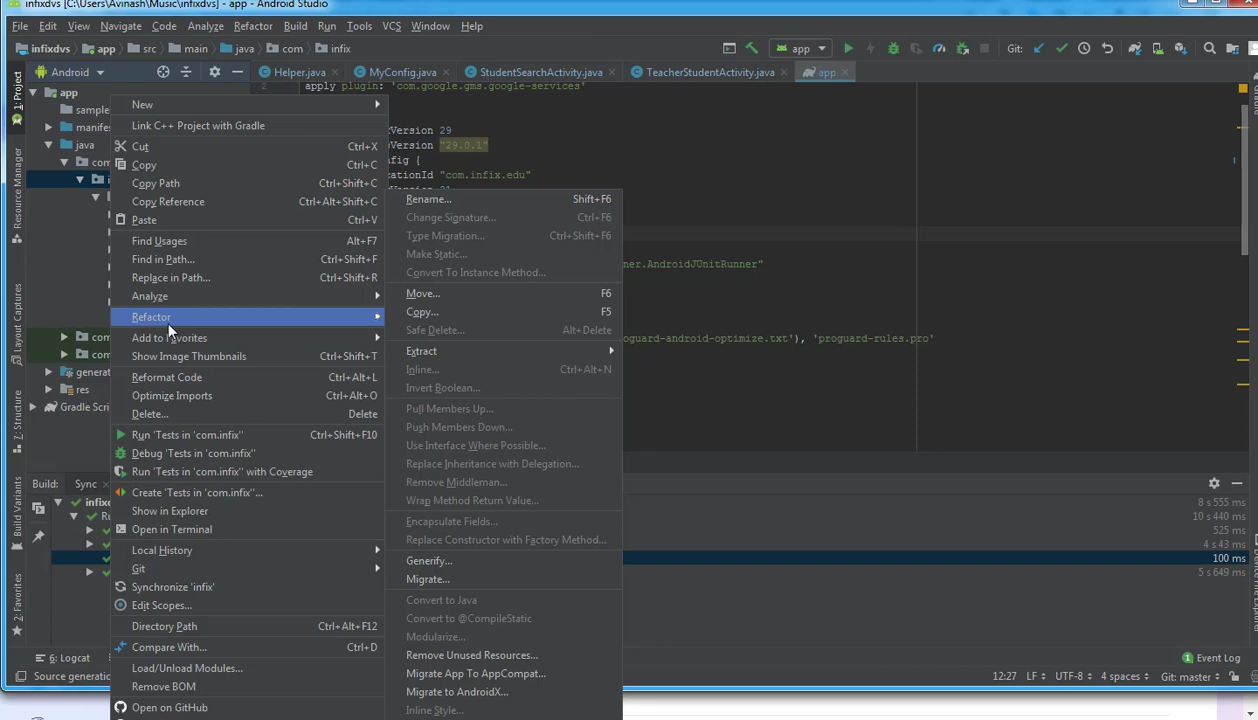 infixdvs [C:\Users\Avinash\Music\infixdvs] - app - Android Studio
File Edit View Navigate Code Analyze Refactor Build Run Tools VCS Window Help
infixdvs app src main java com infix app Git:
Android Helper.java MyConfig.java StudentSearchActivity.java TeacherStudentActivity.java app
1: Project
Resource Manager
Layout Captures
7: Structure
Build Variants
2: Favorites
app
sample
manifes
java
com
com
com
generat
res
Gradle Scri
2 apply plugin: 'com.google.gms.google-services'
Version 29
Version "29.0.1"
fig {
cationId "com.infix.edu"
ner.AndroidJUnitRunner"
oguard-android-optimize.txt'), 'proguard-rules.pro'
New
Link C++ Project with Gradle
Cut Ctrl+X
Copy Ctrl+C
Copy Path Ctrl+Shift+C
Copy Reference Ctrl+Alt+Shift+C
Paste Ctrl+V
Find Usages Alt+F7
Find in Path... Ctrl+Shift+F
Replace in Path... Ctrl+Shift+R
Analyze
Refactor
Add to Favorites
Show Image Thumbnails Ctrl+Shift+T
Reformat Code Ctrl+Alt+L
Optimize Imports Ctrl+Alt+O
Delete... Delete
Run 'Tests in 'com.infix'' Ctrl+Shift+F10
Debug 'Tests in 'com.infix''
Run 'Tests in 'com.infix'' with Coverage
Create 'Tests in 'com.infix''...
Show in Explorer
Open in Terminal
Local History
Git
Synchronize 'infix'
Edit Scopes...
Directory Path Ctrl+Alt+F12
Compare With... Ctrl+D
Load/Unload Modules...
Remove BOM
Open on GitHub
Rename... Shift+F6
Change Signature... Ctrl+F6
Type Migration... Ctrl+Shift+F6
Make Static...
Convert To Instance Method...
Move... F6
Copy... F5
Safe Delete... Alt+Delete
Extract
Inline... Ctrl+Alt+N
Invert Boolean...
Pull Members Up...
Push Members Down...
Use Interface Where Possible...
Replace Inheritance with Delegation...
Remove Middleman...
Wrap Method Return Value...
Encapsulate Fields...
Replace Constructor with Factory Method...
Generify...
Migrate...
Convert to Java
Convert to @CompileStatic
Modularize...
Remove Unused Resources...
Migrate App To AppCompat...
Migrate to AndroidX...
Inline Style...
Build: Sync
infix
Ru
8 s 555 ms
10 s 440 ms
525 ms
4 s 43 ms
100 ms
5 s 649 ms
6: Logcat
Event Log
Source generatio
12:27 LF UTF-8 4 spaces Git: master